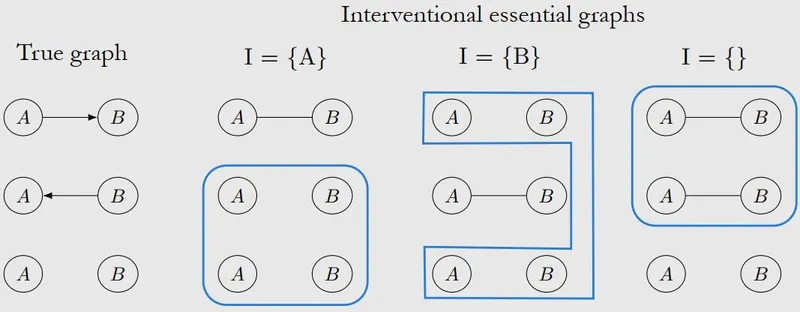 Interventional essential graphs
True graph I = {A} I = {B} I = {}
A B A B A B A B
A B A B A B A B
A B A B A B A B